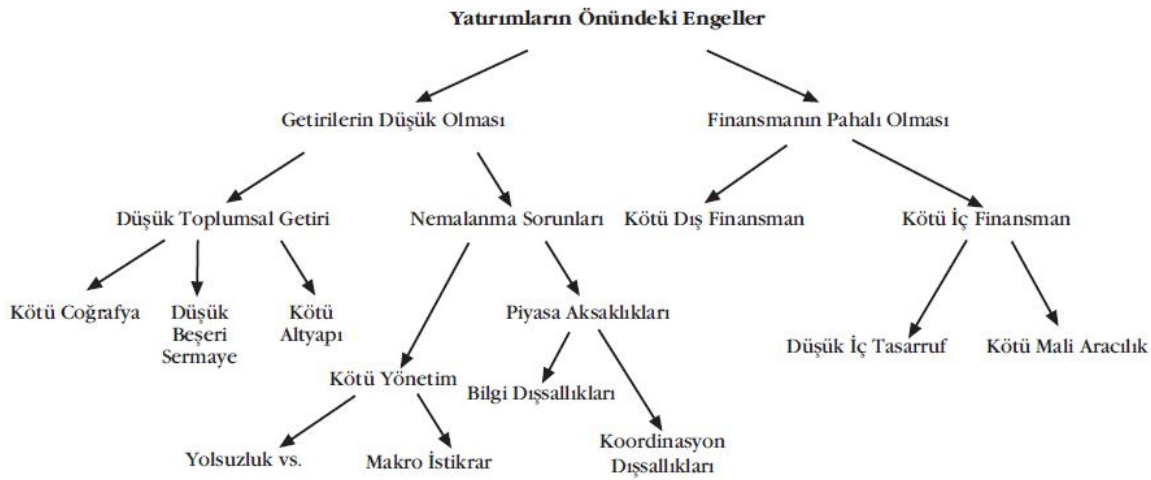 Yatırımların Önündeki Engeller
Getirilerin Düşük Olması
Finansmanın Pahalı Olması
Düşük Toplumsal Getiri
Nemalanma Sorunları
Kötü Dış Finansman
Kötü İç Finansman
Kötü Coğrafya
Düşük
Beşeri
Sermaye
Kötü
Altyapı
Piyasa Aksaklıkları
Düşük İç Tasarruf
Kötü Mali Aracılık
Kötü Yönetim
Bilgi Dışsallıkları
Yolsuzluk vs.
Makro İstikrar
Koordinasyon
Dışsallıkları